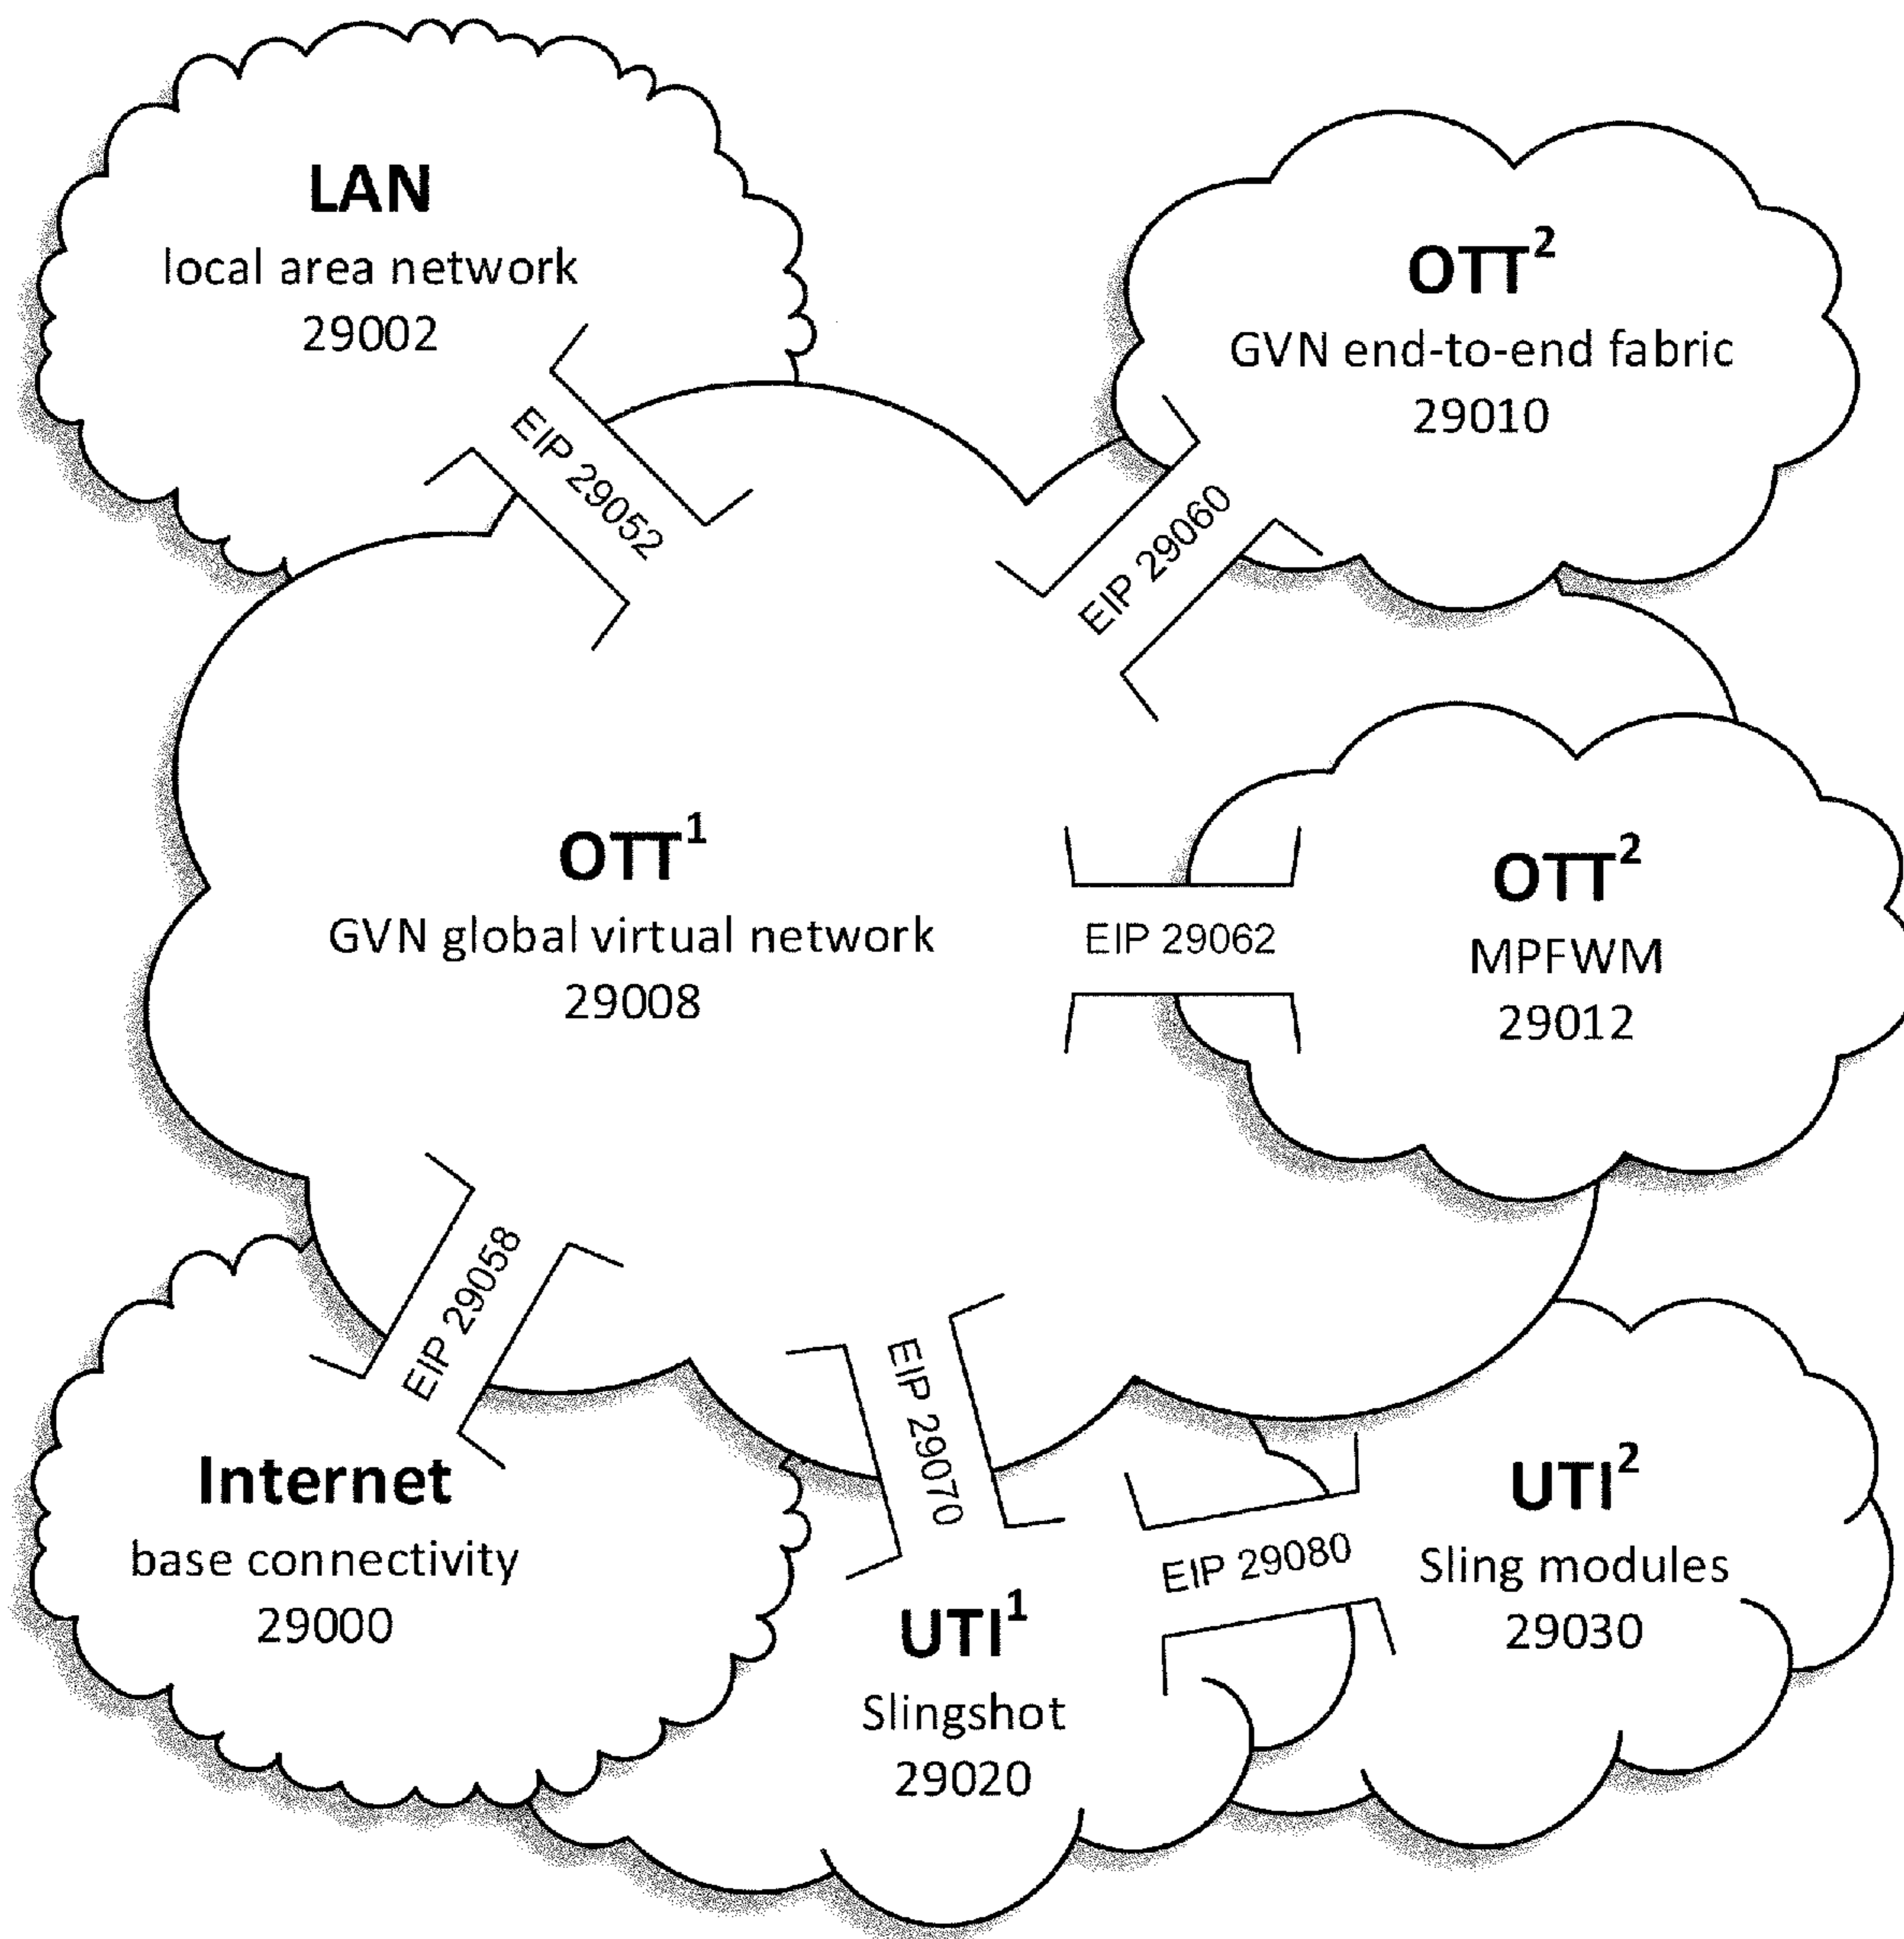 LAN
local area network
29002
OTT²
GVN end-to-end fabric
29010
EIP 29052
EIP 29060
OTT¹
GVN global virtual network
29008
EIP 29062
OTT²
MPFWM
29012
EIP 29058
EIP 29070
Internet
base connectivity
29000
EIP 29080
UTI²
Sling modules
29030
UTI¹
Slingshot
29020